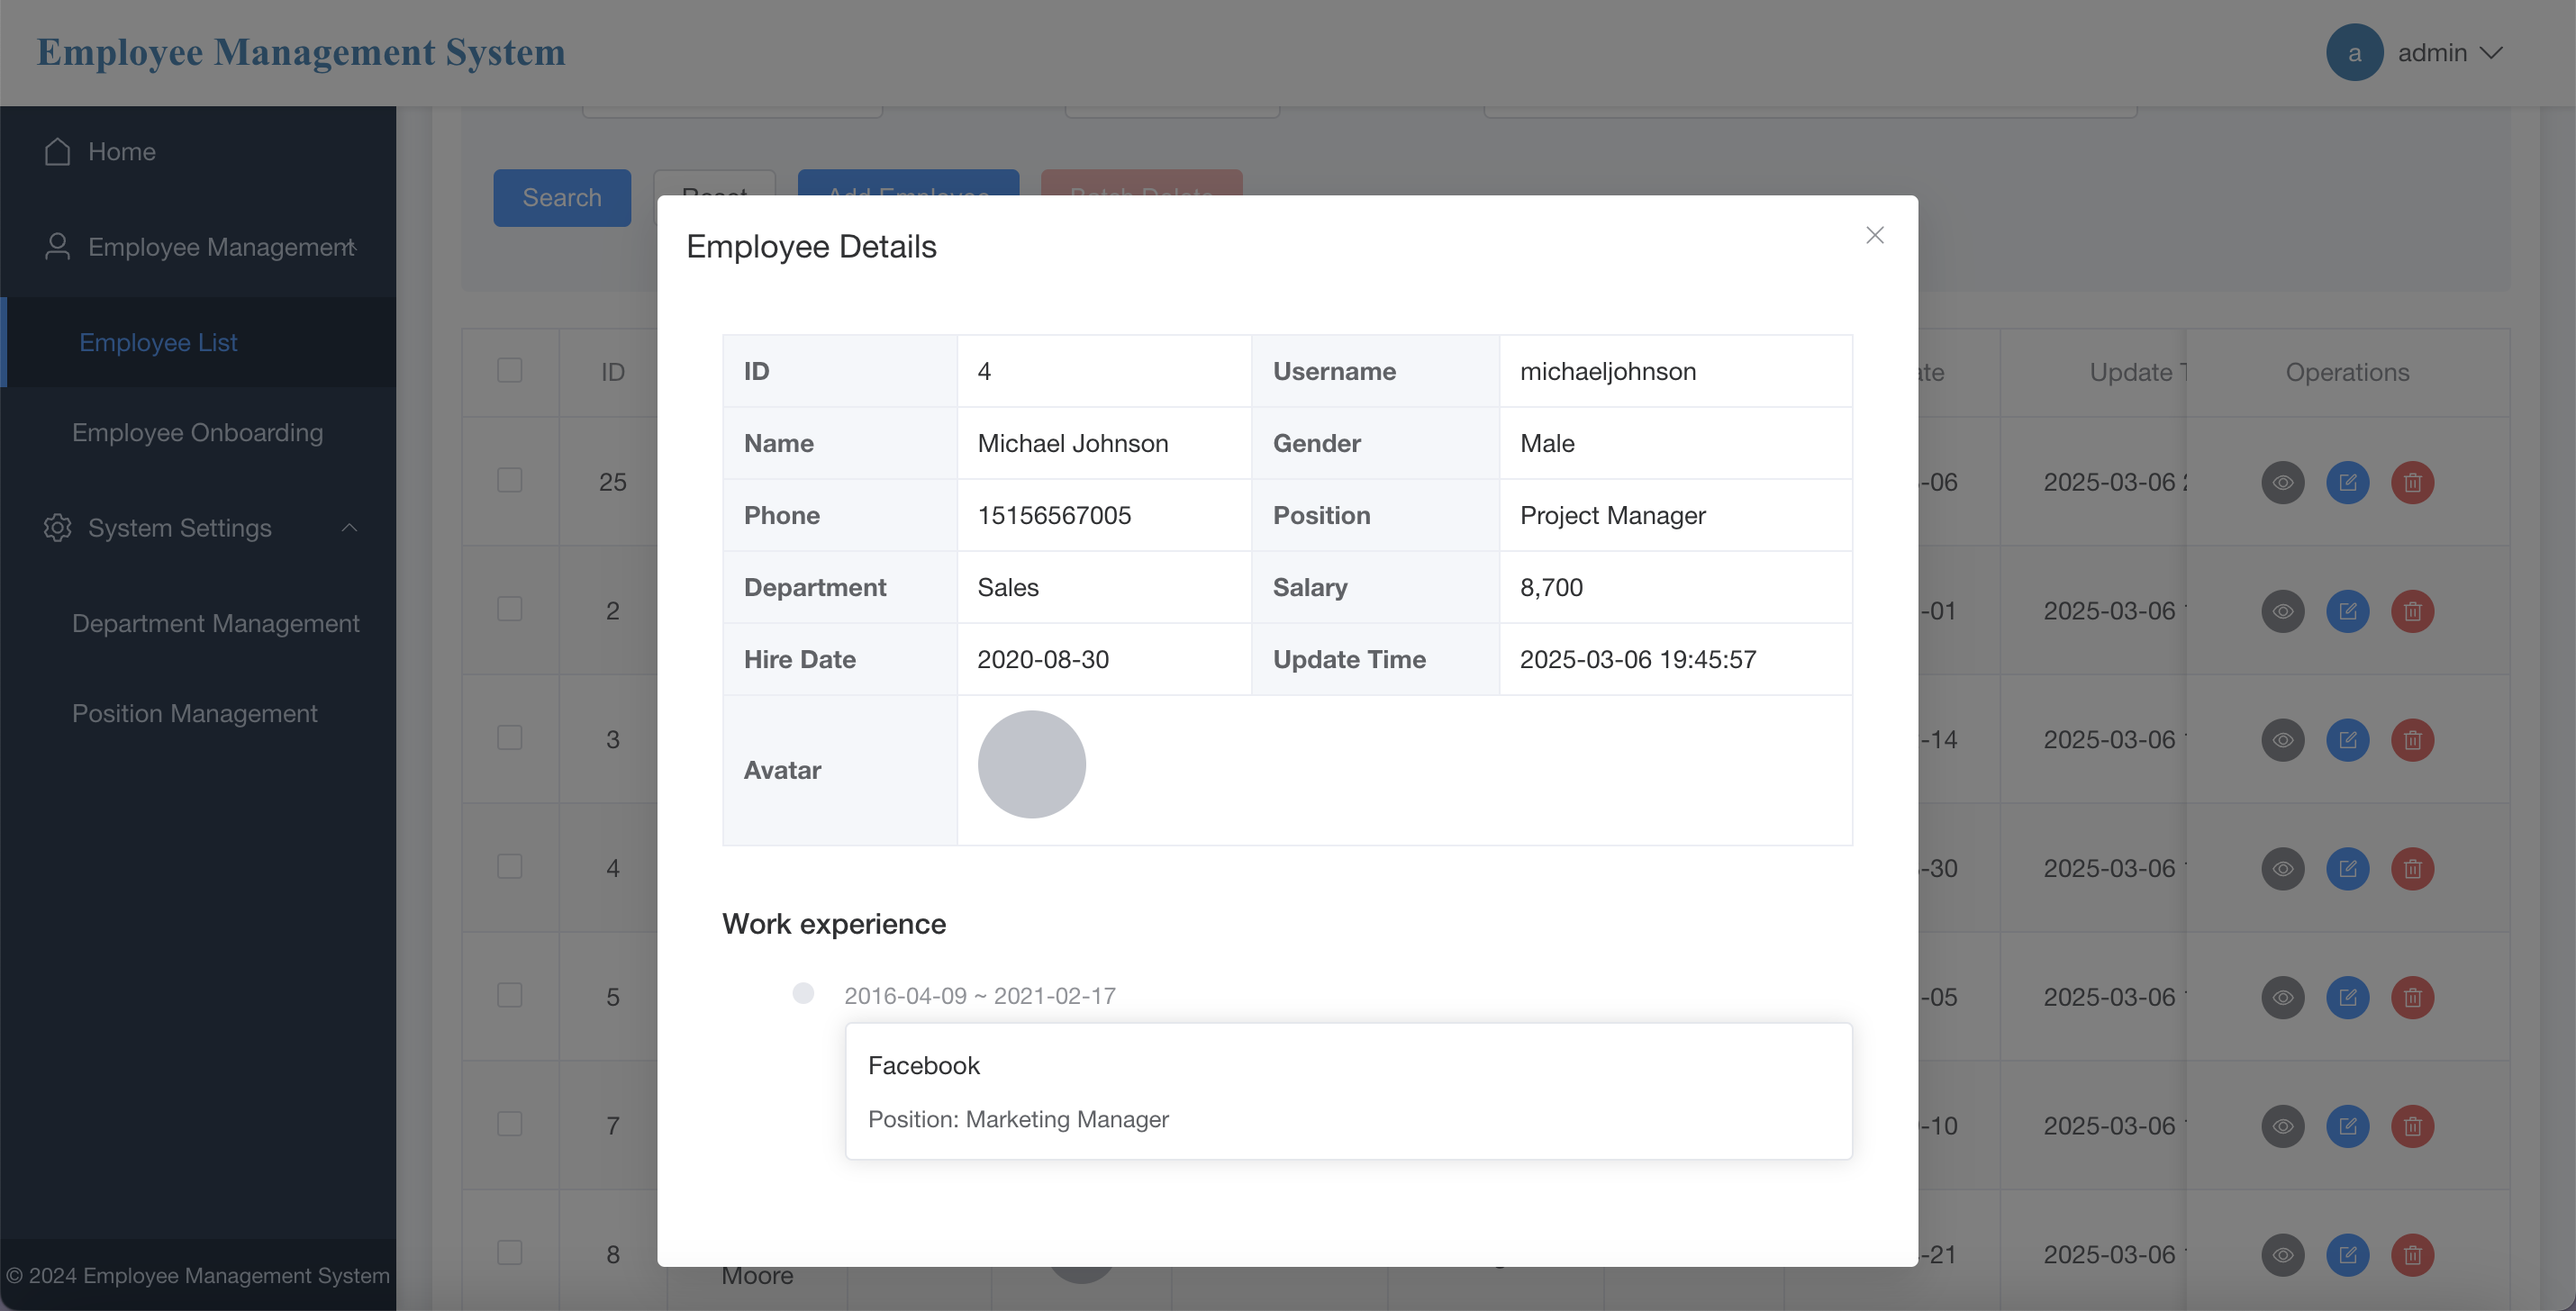 Employee Management System
a admin
Home
Employee Management
Employee List
Employee Onboarding
System Settings
Department Management
Position Management
© 2024 Employee Management System
Search Reset Add Employee Batch Delete
ID Update Operations
25 -06 2025-03-06
2 -01 2025-03-06
3 -14 2025-03-06
4 -30 2025-03-06
5 -05 2025-03-06
7 -10 2025-03-06
8 -21 2025-03-06
Moore
Employee Details
ID 4 Username michaeljohnson
Name Michael Johnson Gender Male
Phone 15156567005 Position Project Manager
Department Sales Salary 8,700
Hire Date 2020-08-30 Update Time 2025-03-06 19:45:57
Avatar
Work experience
2016-04-09 ~ 2021-02-17
Facebook
Position: Marketing Manager